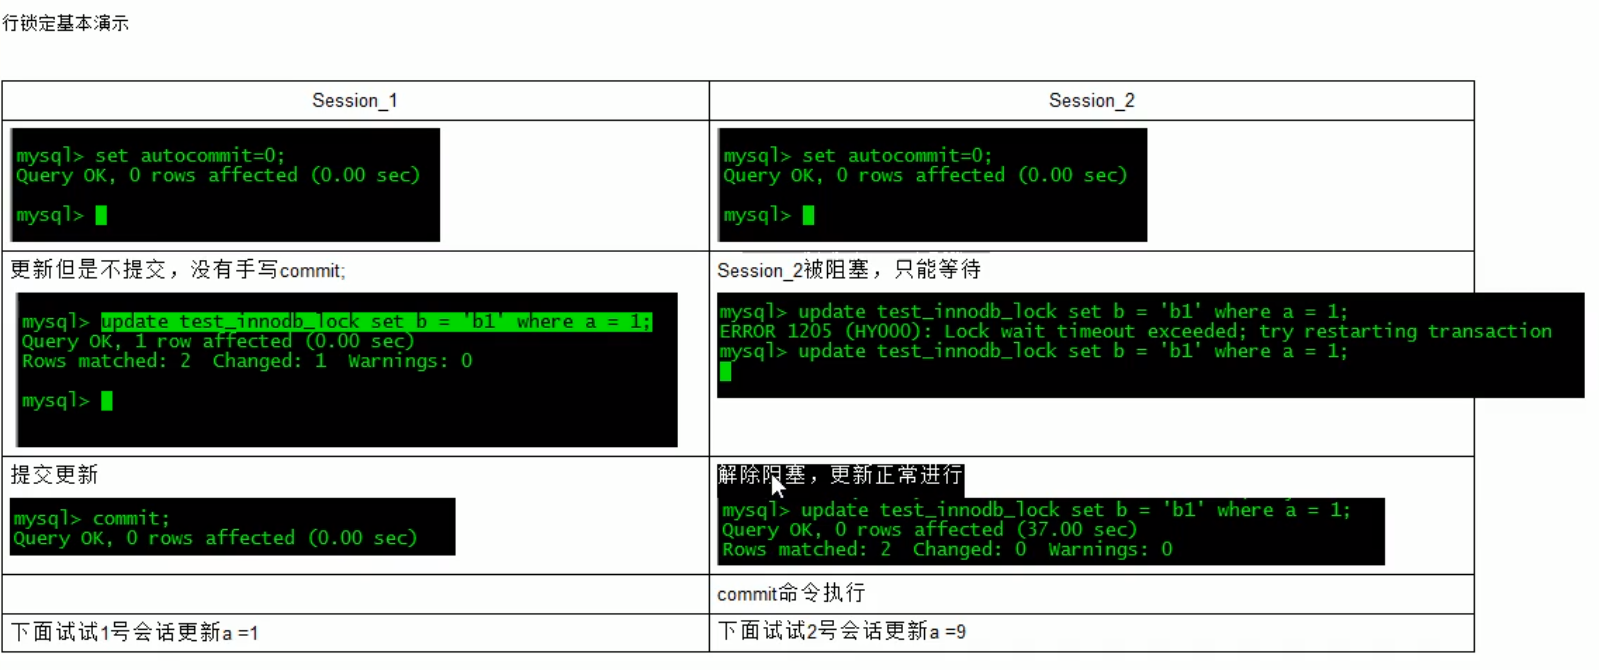 行锁定基本演示
Session_1
Session_2
mysql> set autocommit=0;
Query OK, 0 rows affected (0.00 sec)
mysql>
mysql> set autocommit=0;
Query OK, 0 rows affected (0.00 sec)
mysql>
更新但是不提交，没有手写commit;
mysql> update test_innodb_lock set b = 'b1' where a = 1;
Query OK, 1 row affected (0.00 sec)
Rows matched: 2  Changed: 1  Warnings: 0
mysql>
Session_2被阻塞，只能等待
mysql> update test_innodb_lock set b = 'b1' where a = 1;
ERROR 1205 (HY000): Lock wait timeout exceeded; try restarting transaction
mysql> update test_innodb_lock set b = 'b1' where a = 1;
提交更新
mysql> commit;
Query OK, 0 rows affected (0.00 sec)
解除阻塞，更新正常进行
mysql> update test_innodb_lock set b = 'b1' where a = 1;
Query OK, 0 rows affected (37.00 sec)
Rows matched: 2  Changed: 0  Warnings: 0
commit命令执行
下面试试1号会话更新a =1
下面试试2号会话更新a =9